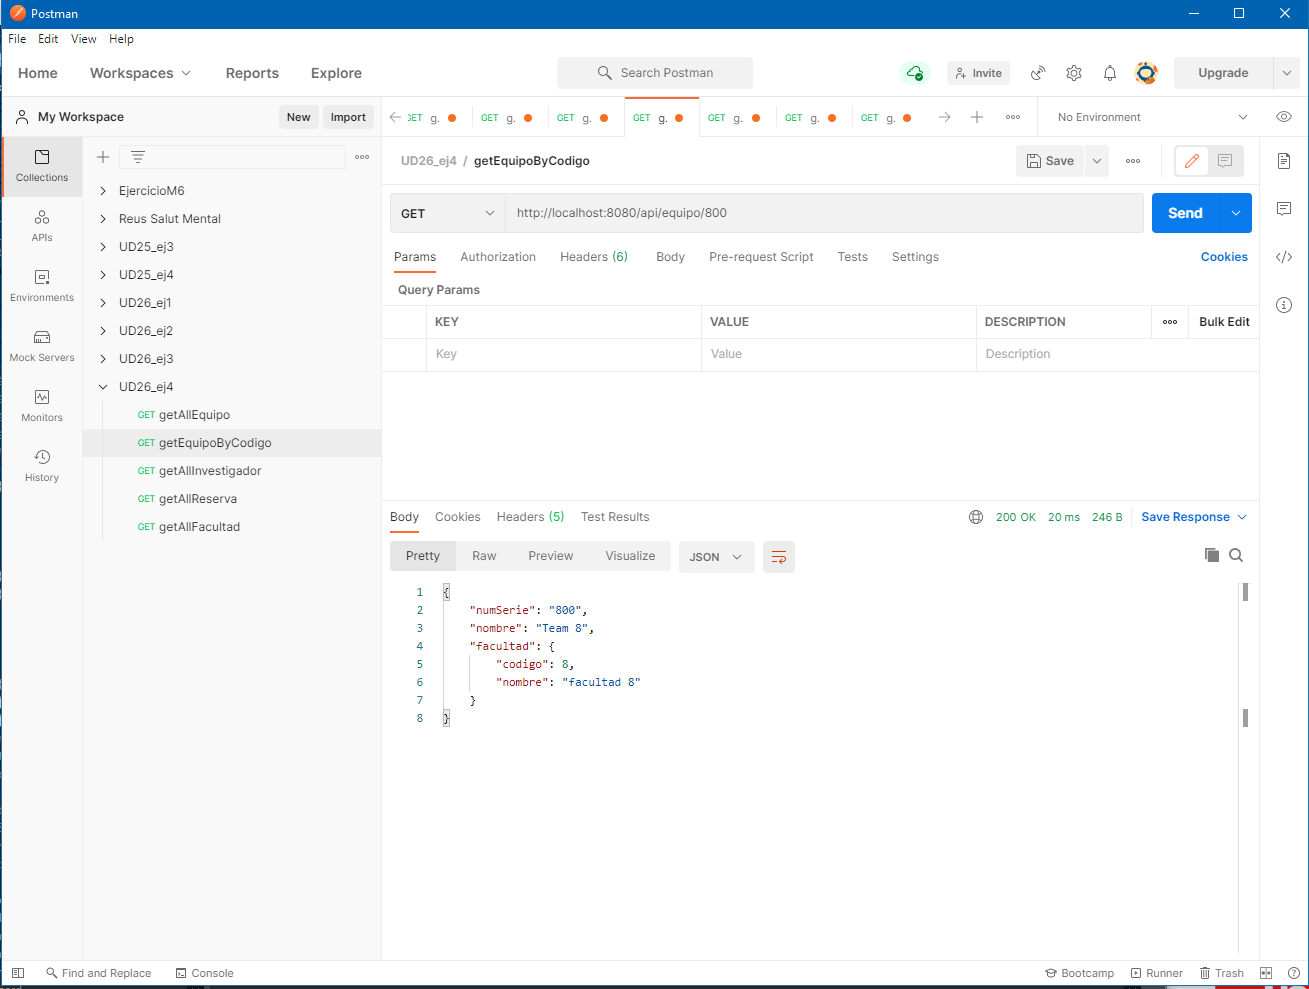 Postman
File Edit View Help
Home Workspaces Reports Explore
Search Postman
Invite
Upgrade
My Workspace
New Import
GET g.
GET g.
GET g.
GET g.
GET g.
GET g.
GET g.
No Environment
Collections
APIs
Environments
Mock Servers
Monitors
History
EjercicioM6
Reus Salut Mental
UD25_ej3
UD25_ej4
UD26_ej1
UD26_ej2
UD26_ej3
UD26_ej4
GET getAllEquipo
GET getEquipoByCodigo
GET getAllInvestigador
GET getAllReserva
GET getAllFacultad
UD26_ej4 / getEquipoByCodigo
Save
GET http://localhost:8080/api/equipo/800
Send
Params Authorization Headers (6) Body Pre-request Script Tests Settings Cookies
Query Params
KEY VALUE DESCRIPTION Bulk Edit
Key Value Description
Body Cookies Headers (5) Test Results 200 OK 20 ms 246 B Save Response
Pretty Raw Preview Visualize JSON
1 {
2 "numSerie": "800",
3 "nombre": "Team 8",
4 "facultad": {
5 "codigo": 8,
6 "nombre": "facultad 8"
7 }
8 }
Find and Replace Console Bootcamp Runner Trash